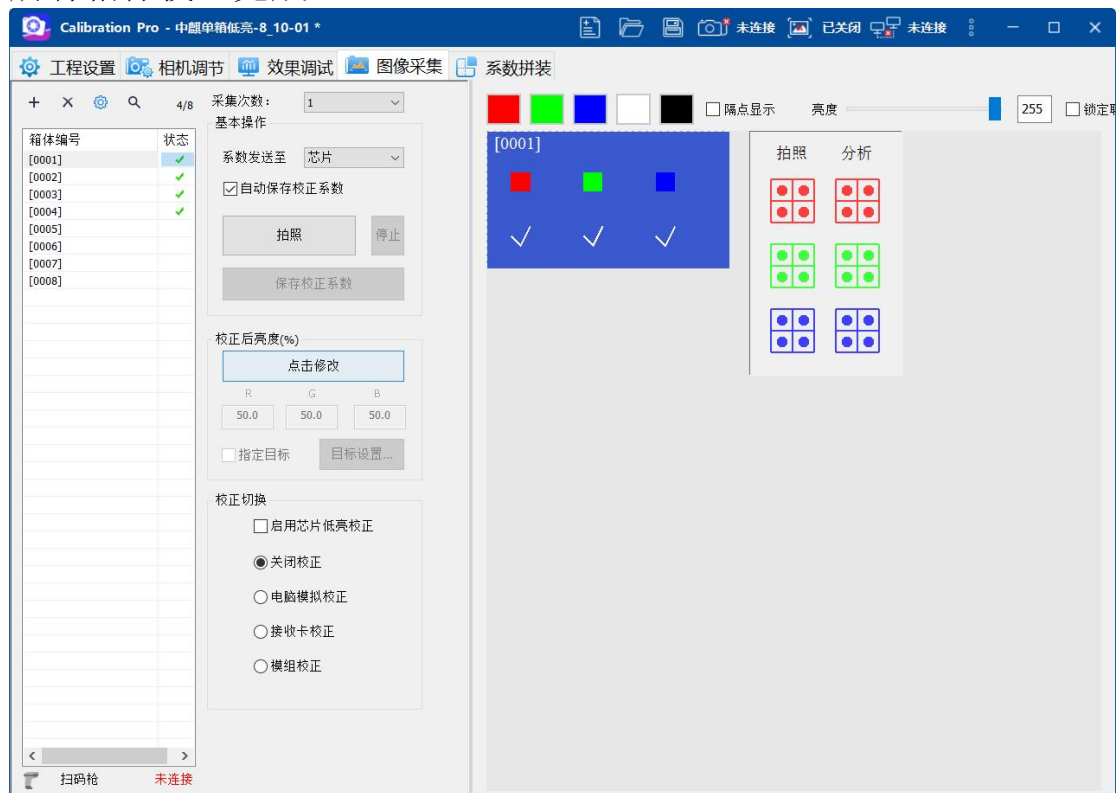 Calibration Pro - 中麒单箱低亮-8_10-01 *
未连接 已关闭 未连接
工程设置 相机调节 效果调试 图像采集 系数拼装
4/8
箱体编号 状态
[0001]
[0002]
[0003]
[0004]
[0005]
[0006]
[0007]
[0008]
扫码枪 未连接
采集次数: 1
基本操作
系数发送至 芯片
自动保存校正系数
拍照 停止
保存校正系数
校正后亮度(%)
点击修改
R G B
50.0 50.0 50.0
指定目标 目标设置...
校正切换
启用芯片低亮校正
关闭校正
电脑模拟校正
接收卡校正
模组校正
隔点显示 亮度 255 锁定
[0001]
拍照 分析